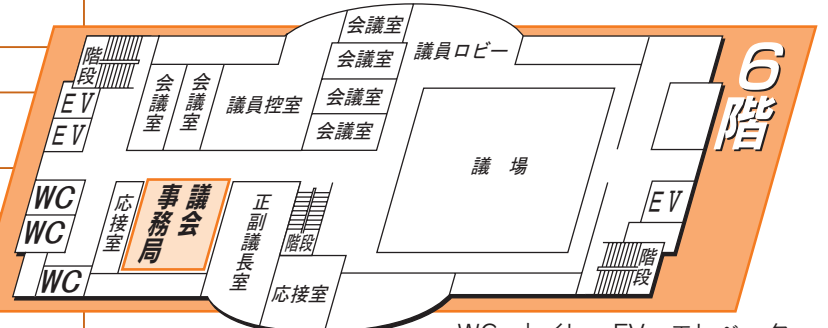 6階
会議室
会議室
会議室
会議室
議員ロビー
階段
会議室
会議室
議員控室
議場
EV
EV
WC
WC
WC
応接室
議会事務局
正副議長室
階段
応接室
EV
階段